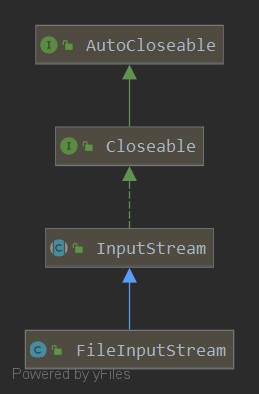 I AutoCloseable
I Closeable
C InputStream
C FileInputStream
Powered by yFiles